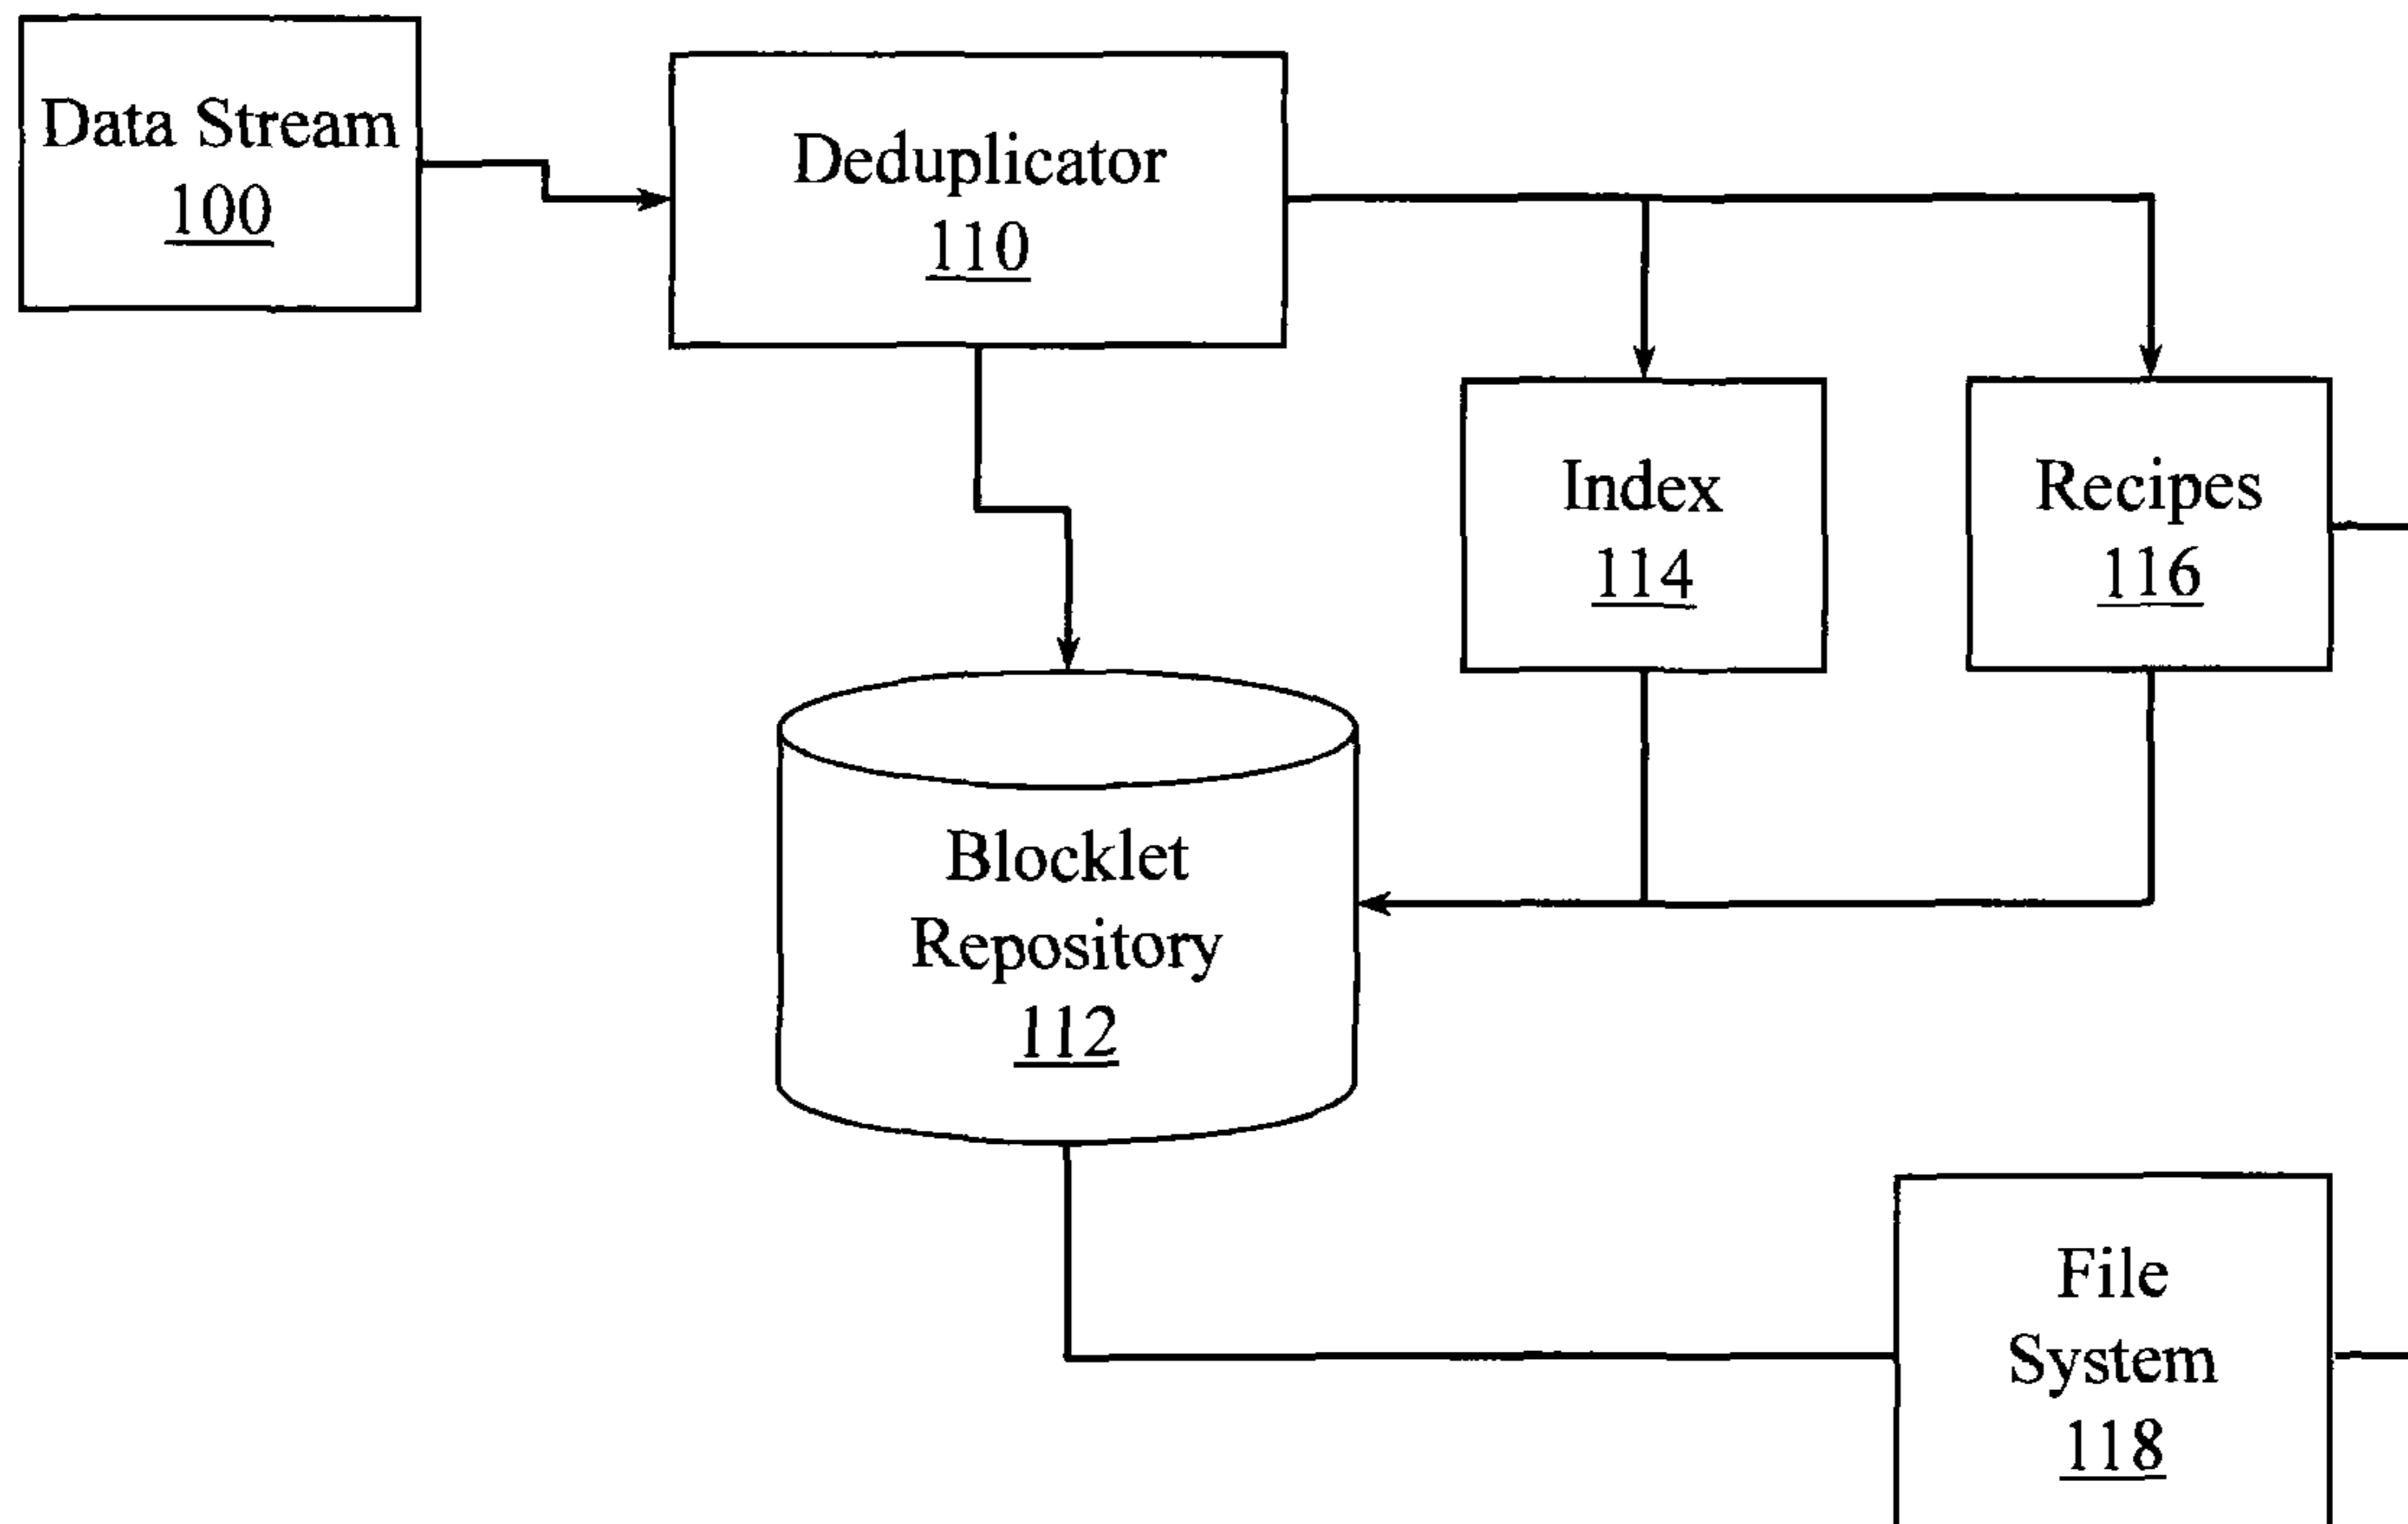 Data Stream
100
Deduplicator
110
Index
114
Recipes
116
Blocklet
Repository
112
File
System
118